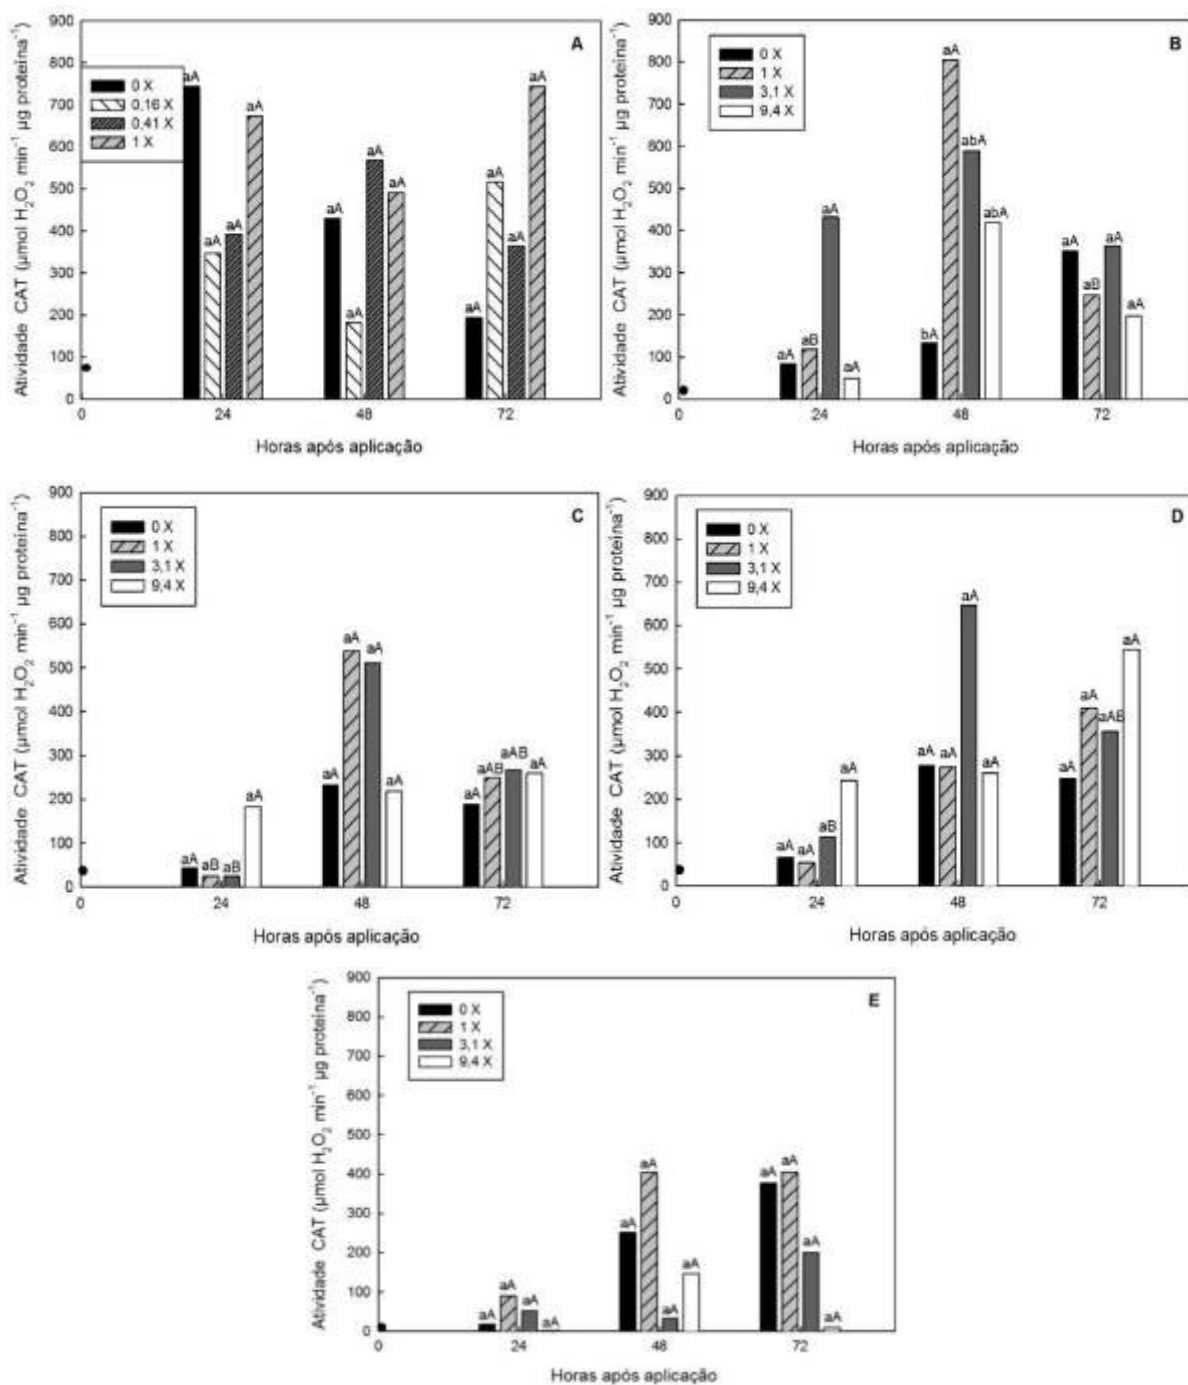 A
Atividade CAT (µmol H₂O₂ min⁻¹ µg proteína⁻¹)
900
800
700
600
500
400
300
200
100
0
0 X
0,16 X
0,41 X
1 X
aA aA aA aA
aA aA aA aA
aA aA aA aA
0 24 48 72
Horas após aplicação
B
Atividade CAT (µmol H₂O₂ min⁻¹ µg proteína⁻¹)
900
800
700
600
500
400
300
200
100
0
0 X
1 X
3,1 X
9,4 X
aA aB aA aA
bA aA abA abA
aA aB aA aA
0 24 48 72
Horas após aplicação
C
Atividade CAT (µmol H₂O₂ min⁻¹ µg proteína⁻¹)
900
800
700
600
500
400
300
200
100
0
0 X
1 X
3,1 X
9,4 X
aA aB aB aA
aA aA aA aA
aA aAB aAB aA
0 24 48 72
Horas após aplicação
D
Atividade CAT (µmol H₂O₂ min⁻¹ µg proteína⁻¹)
900
800
700
600
500
400
300
200
100
0
0 X
1 X
3,1 X
9,4 X
aA aA aB aA
aA aA aA aA
aA aA aAB aA
0 24 48 72
Horas após aplicação
E
Atividade CAT (µmol H₂O₂ min⁻¹ µg proteína⁻¹)
900
800
700
600
500
400
300
200
100
0
0 X
1 X
3,1 X
9,4 X
aA aA aA aA
aA aA aA aA
aA aA aA aA
0 24 48 72
Horas após aplicação